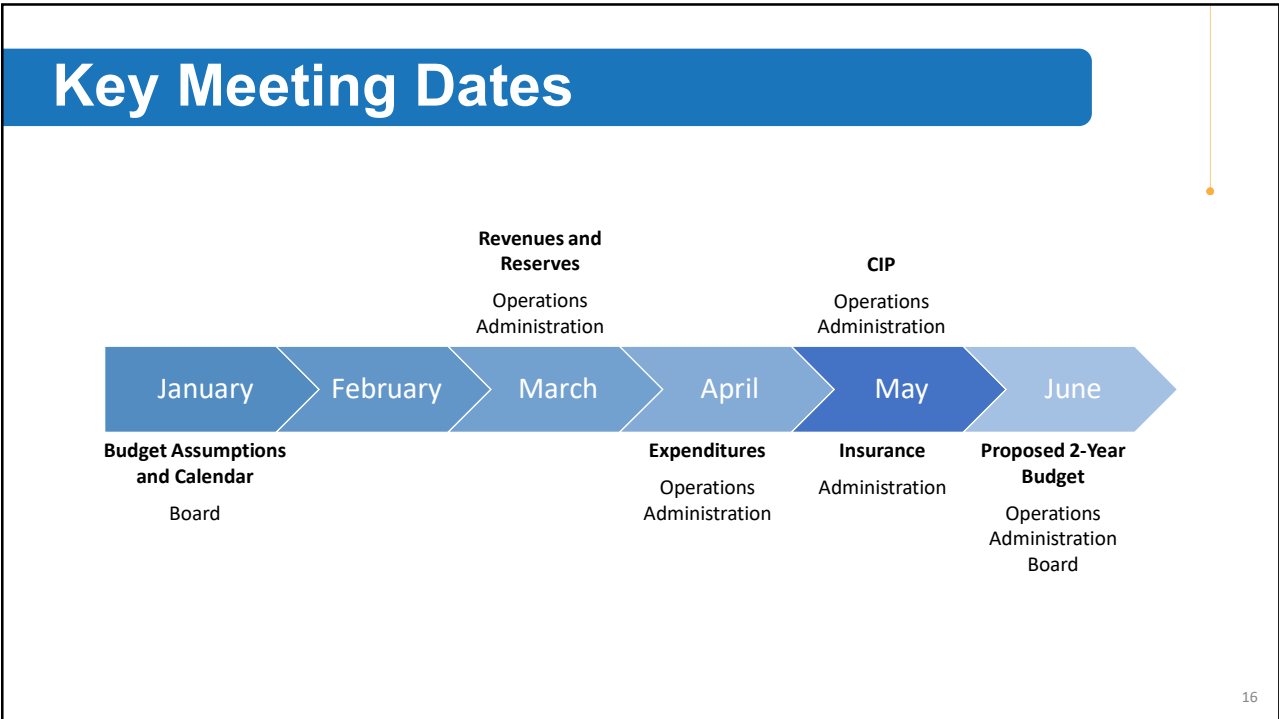 Key Meeting Dates
Revenues and
Reserves
Operations
Administration
CIP
Operations
Administration
January
February
March
April
May
June
Budget Assumptions
and Calendar
Board
Expenditures
Operations
Administration
Insurance
Administration
Proposed 2-Year
Budget
Operations
Administration
Board
16